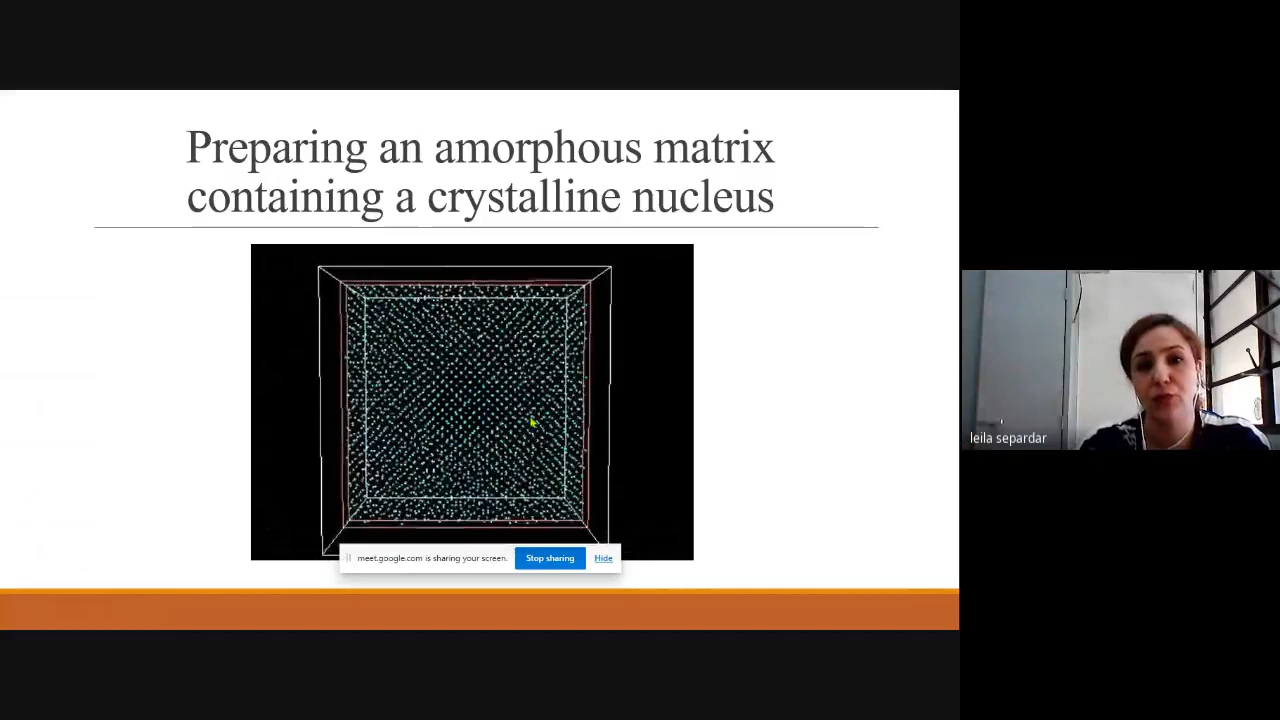 Preparing an amorphous matrix
containing a crystalline nucleus
meet.google.com is sharing your screen.
Stop sharing
Hide
leila separdar